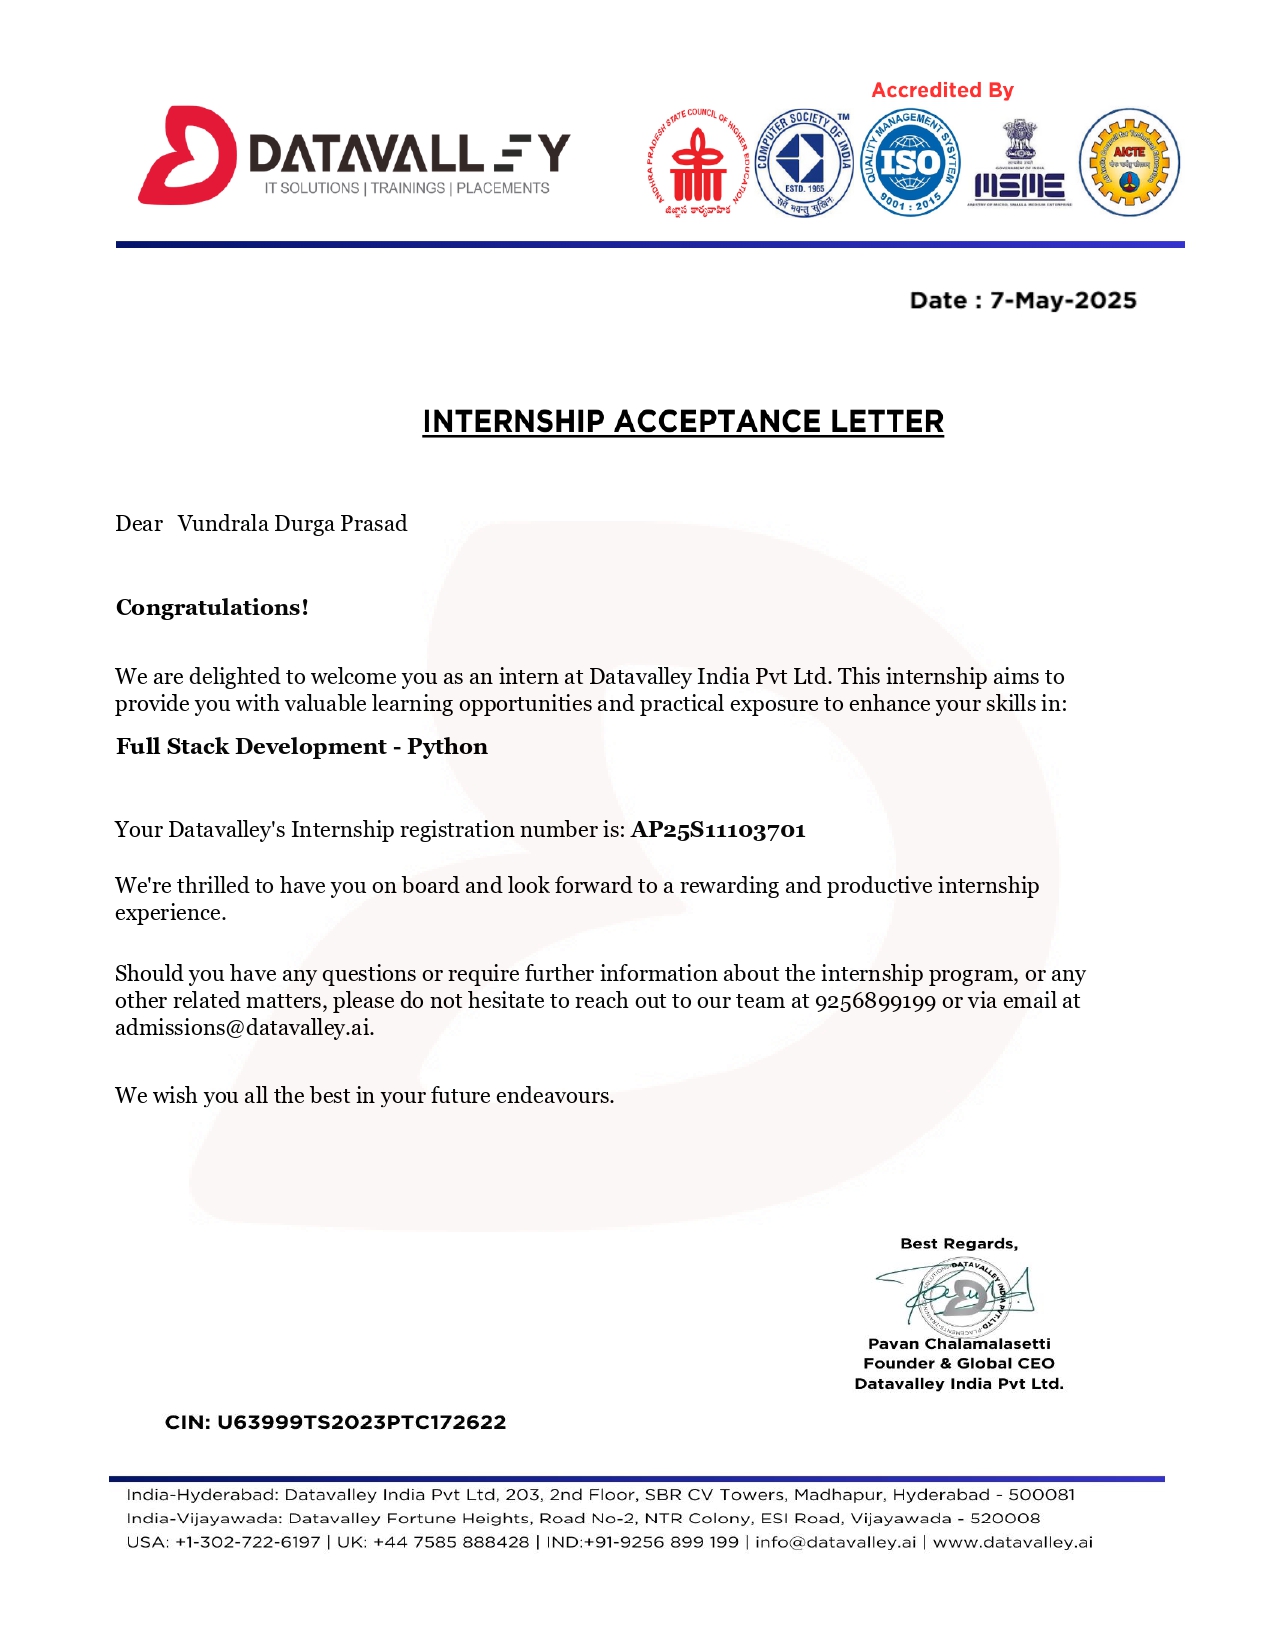 Accredited By
DATAVALLEY
IT SOLUTIONS | TRAININGS | PLACEMENTS
ANDHRA PRADESH STATE COUNCIL OF HIGHER EDUCATION
COMPUTER SOCIETY OF INDIA
TM
ESTD. 1965
QUALITY MANAGEMENT SYSYTEM
ISO
9001 : 2015
MSME
AICTE
Date : 7-May-2025
INTERNSHIP ACCEPTANCE LETTER
Dear Vundrala Durga Prasad
Congratulations!
We are delighted to welcome you as an intern at Datavalley India Pvt Ltd. This internship aims to
provide you with valuable learning opportunities and practical exposure to enhance your skills in:
Full Stack Development - Python
Your Datavalley's Internship registration number is: AP25S11103701
We're thrilled to have you on board and look forward to a rewarding and productive internship
experience.
Should you have any questions or require further information about the internship program, or any
other related matters, please do not hesitate to reach out to our team at 9256899199 or via email at
admissions@datavalley.ai.
We wish you all the best in your future endeavours.
Best Regards,
DATAVALLEY INDIA PVT. LTD.
Pavan Chalamalasetti
Founder & Global CEO
Datavalley India Pvt Ltd.
CIN: U63999TS2023PTC172622
India-Hyderabad: Datavalley India Pvt Ltd, 203, 2nd Floor, SBR CV Towers, Madhapur, Hyderabad - 500081
India-Vijayawada: Datavalley Fortune Heights, Road No-2, NTR Colony, ESI Road, Vijayawada - 520008
USA: +1-302-722-6197 | UK: +44 7585 888428 | IND:+91-9256 899 199 | info@datavalley.ai | www.datavalley.ai